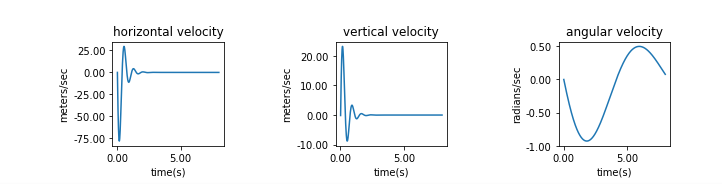 horizontal velocity
25.00
0.00
-25.00
-50.00
-75.00
meters/sec
0.00 5.00
time(s)
vertical velocity
20.00
10.00
0.00
-10.00
meters/sec
0.00 5.00
time(s)
angular velocity
0.50
0.00
-0.50
-1.00
radians/sec
0.00 5.00
time(s)